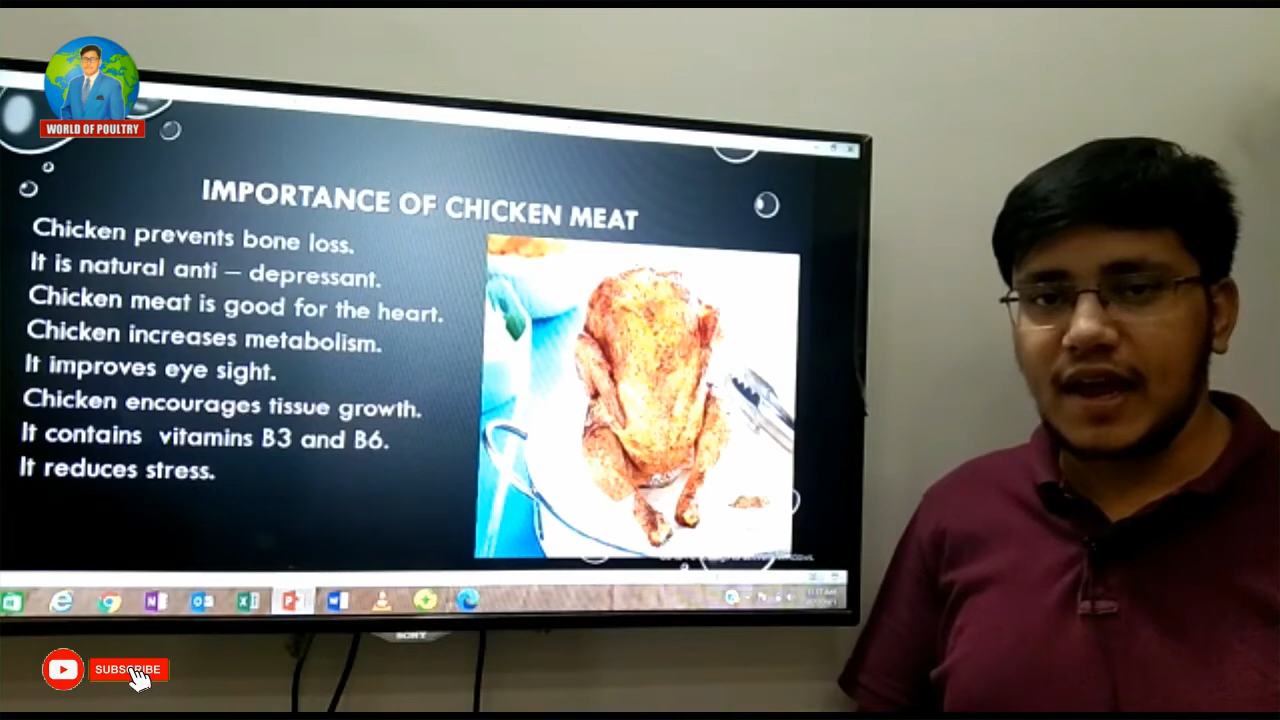 WORLD OF POULTRY
IMPORTANCE OF CHICKEN MEAT
Chicken prevents bone loss.
It is natural anti – depressant.
Chicken meat is good for the heart.
Chicken increases metabolism.
It improves eye sight.
Chicken encourages tissue growth.
It contains vitamins B3 and B6.
It reduces stress.
SONY
SUBSCRIBE